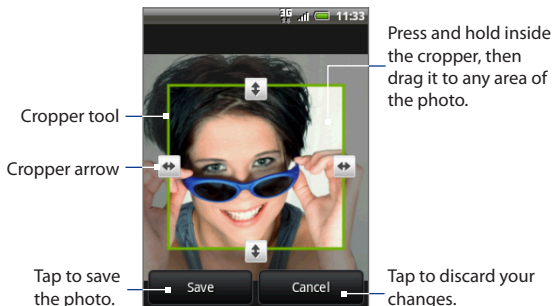 3G 11:33
Press and hold inside
the cropper, then
drag it to any area of
the photo.
Cropper tool
Cropper arrow
Tap to save
the photo.
Save
Cancel
Tap to discard your
changes.